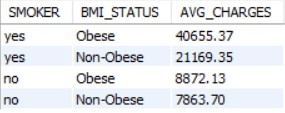 SMOKER BMI_STATUS AVG_CHARGES
yes Obese 40655.37
yes Non-Obese 21169.35
no Obese 8872.13
no Non-Obese 7863.70